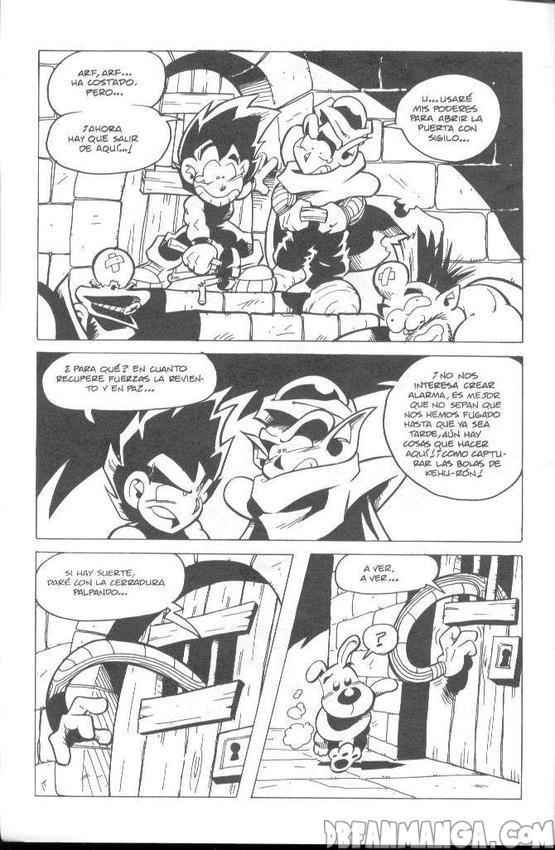 ARF, ARF...
HA COSTADO,
PERO...
¡AHORA
HAY QUE SALIR
DE AQUÍ...!
U... USARÉ
MIS PODERES
PARA ABRIR LA
PUERTA CON
SIGILO...
¿PARA QUÉ? EN CUANTO
RECUPERE FUERZAS LA REVIEN-
TO Y EN PAZ...
¡NO NOS
INTERESA CREAR
ALARMA, ES MEJOR
QUE NO SEPAN QUE
NOS HEMOS FUGADO
HASTA QUE YA SEA
TARDE, AÚN HAY
COSAS QUE HACER
AQUÍ! ¡COMO CAPTU-
RAR LAS BOLAS DE
KEHU-RÓN!
SI HAY SUERTE,
DARÉ CON LA CERRADURA
PALPANDO...
A VER,
A VER...
?
DBFANMANGA.COM